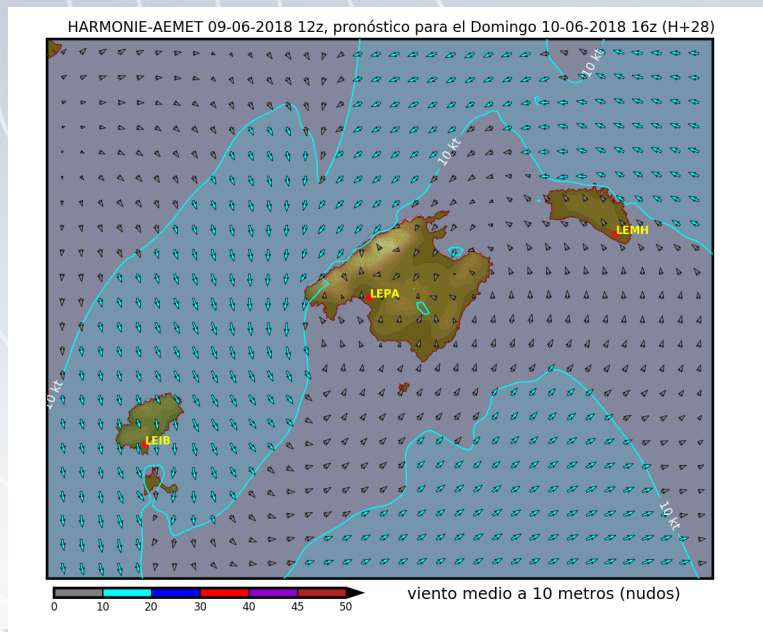 HARMONIE-AEMET 09-06-2018 12z, pronóstico para el Domingo 10-06-2018 16z (H+28)
10 kt
10 kt
LEMH
LEPA
10 kt
LEIB
10 kt
0 10 20 30 40 45 50
viento medio a 10 metros (nudos)